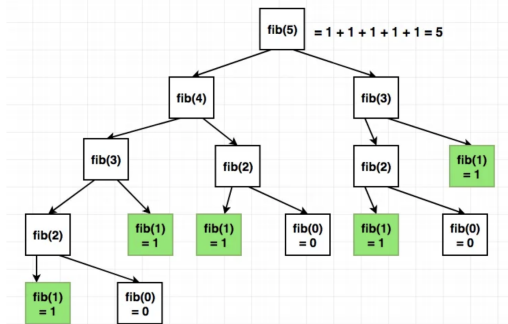 fib(5)
= 1 + 1 + 1 + 1 + 1 = 5
fib(4)
fib(3)
fib(3)
fib(2)
fib(2)
fib(1)
= 1
fib(2)
fib(1)
= 1
fib(1)
= 1
fib(0)
= 0
fib(1)
= 1
fib(0)
= 0
fib(1)
= 1
fib(0)
= 0